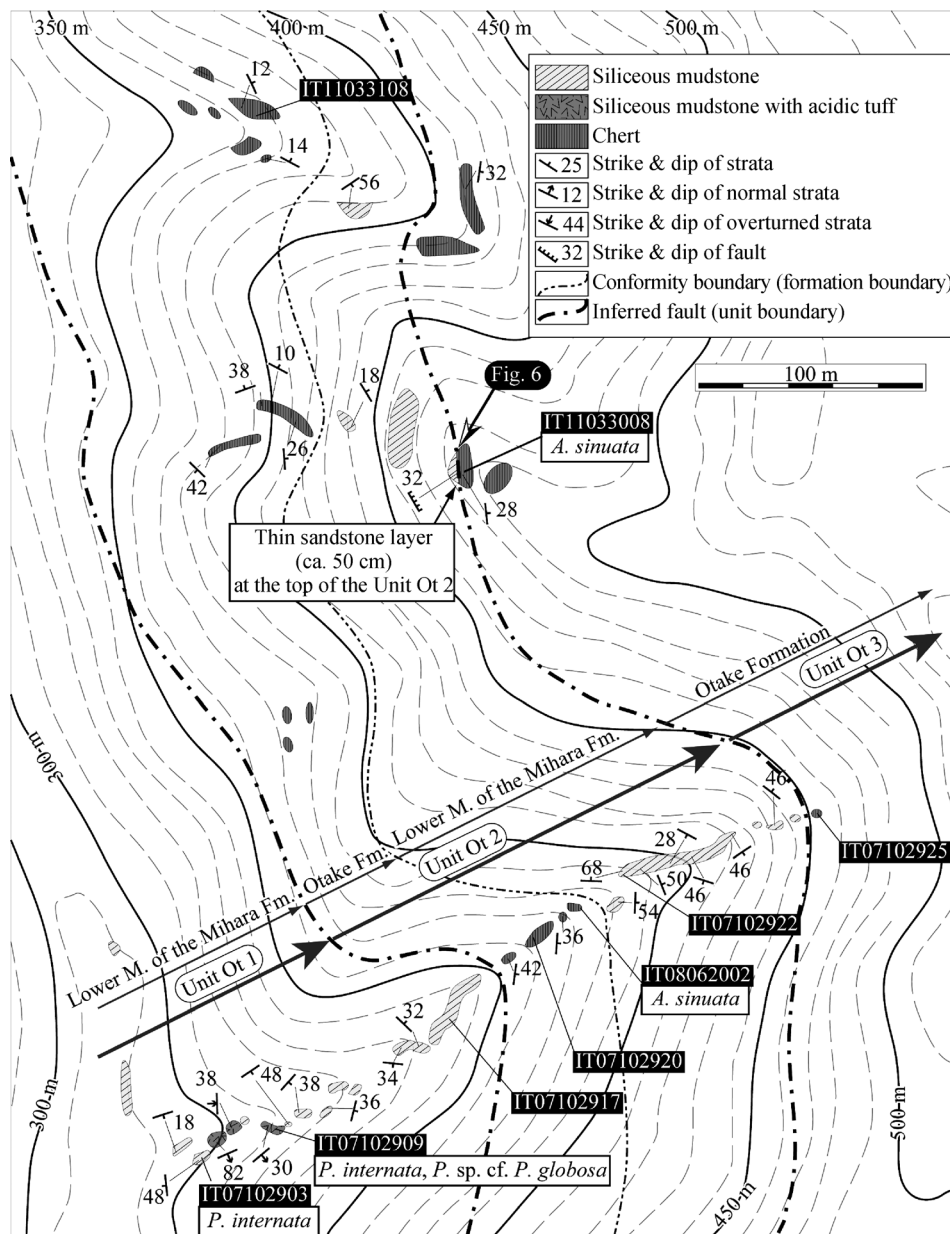 350 m
400 m
450 m
500 m
Siliceous mudstone
Siliceous mudstone with acidic tuff
Chert
25 Strike & dip of strata
12 Strike & dip of normal strata
44 Strike & dip of overturned strata
32 Strike & dip of fault
Conformity boundary (formation boundary)
Inferred fault (unit boundary)
100 m
12
IT11033108
14
56
32
10
38
18
26
42
Fig. 6
IT11033008
A. sinuata
32
28
Thin sandstone layer
(ca. 50 cm)
at the top of the Unit Ot 2
Otake Formation
Unit Ot 3
Lower M. of the Mihara Fm.
Unit Ot 2
Otake Fm.
Lower M. of the Mihara Fm.
Unit Ot 1
300 m
300 m
46
IT07102925
28
46
68
50
46
54
IT07102922
36
IT08062002
A. sinuata
42
IT07102920
32
34
IT07102917
38
48
38
36
18
IT07102909
P. internata, P. sp. cf. P. globosa
82
30
48
IT07102903
P. internata
450 m
500 m